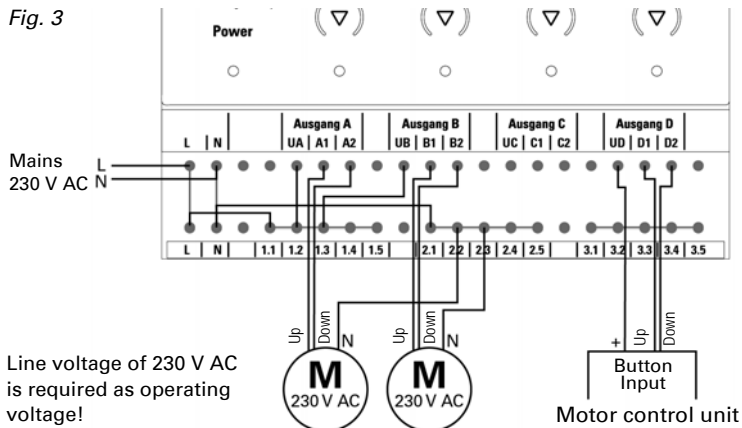 Fig. 3
Power
Ausgang A Ausgang B Ausgang C Ausgang D
L N UA A1 A2 UB B1 B2 UC C1 C2 UD D1 D2
Mains L
230 V AC N
L N 1.1 1.2 1.3 1.4 1.5 2.1 2.2 2.3 2.4 2.5 3.1 3.2 3.3 3.4 3.5
Up Down N Up Down N + Up Down
M M
230 V AC 230 V AC
Button
Input
Motor control unit
Line voltage of 230 V AC
is required as operating
voltage!